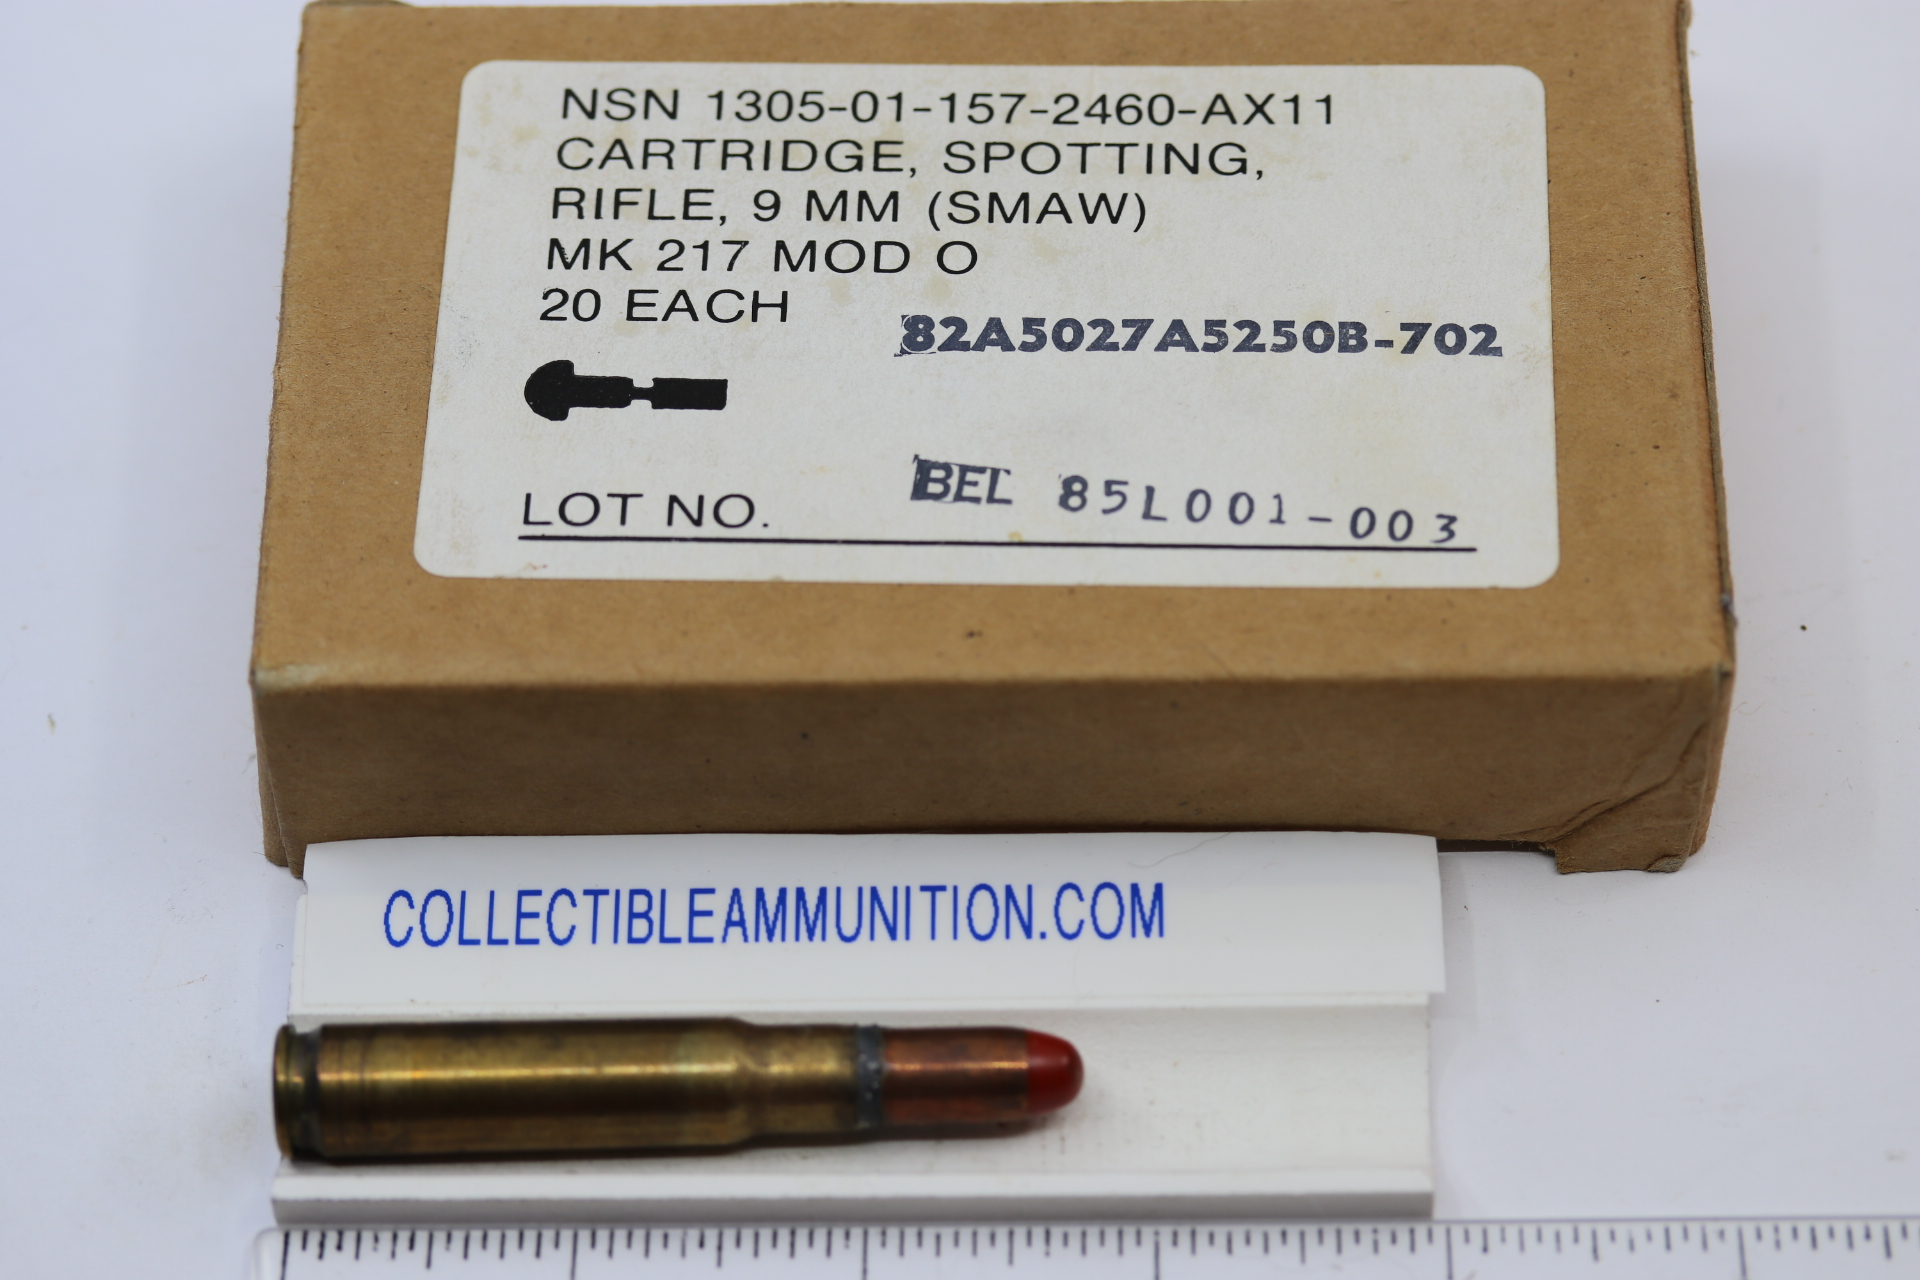 NSN 1305-01-157-2460-AX11
CARTRIDGE, SPOTTING,
RIFLE, 9 MM (SMAW)
MK 217 MOD O
20 EACH
82A5027A5250B-702
LOT NO. BEL 85L001-003
COLLECTIBLEAMMUNITION.COM